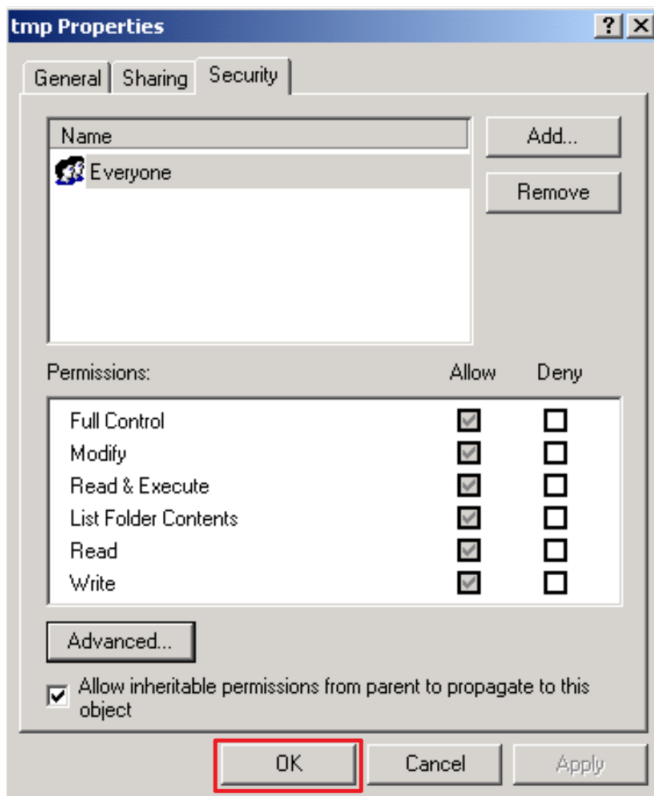 tmp Properties
General Sharing Security
Name
Add...
Everyone
Remove
Permissions: Allow Deny
Full Control
Modify
Read & Execute
List Folder Contents
Read
Write
Advanced...
Allow inheritable permissions from parent to propagate to this
object
OK Cancel Apply